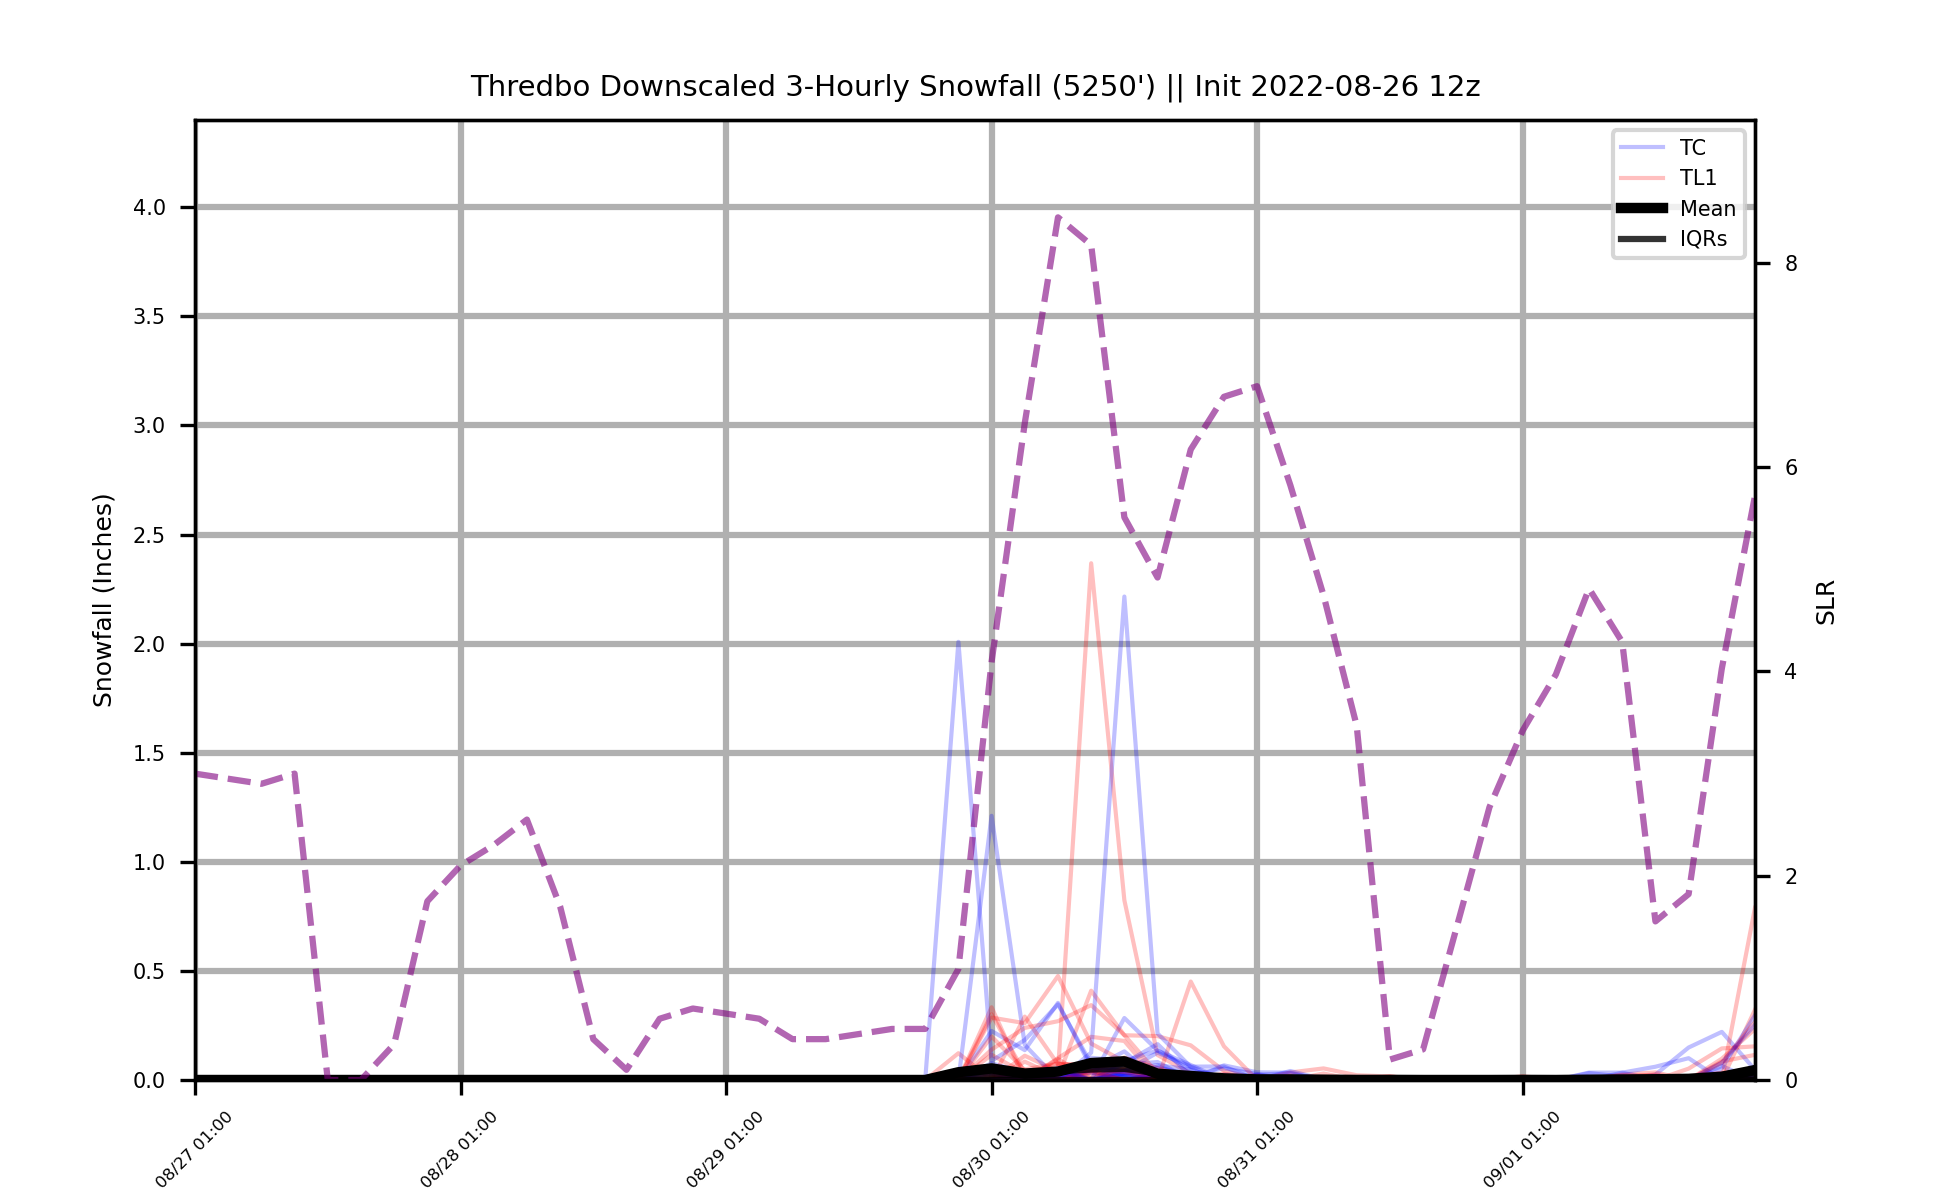 Thredbo Downscaled 3-Hourly Snowfall (5250') || Init 2022-08-26 12z
TC
TL1
Mean
IQRs
Snowfall (Inches)
4.0
3.5
3.0
2.5
2.0
1.5
1.0
0.5
0.0
SLR
8
6
4
2
0
08/27 01:00
08/28 01:00
08/29 01:00
08/30 01:00
08/31 01:00
09/01 01:00